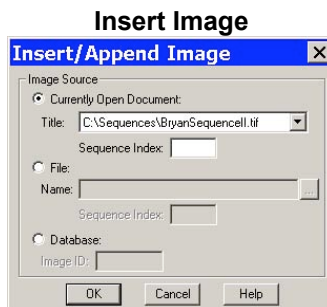 Insert Image
Insert/Append Image
Image Source
Currently Open Document:
Title: C:\Sequences\BryanSequenceII.tif
Sequence Index:
File:
Name: ...
Sequence Index:
Database:
Image ID:
OK Cancel Help